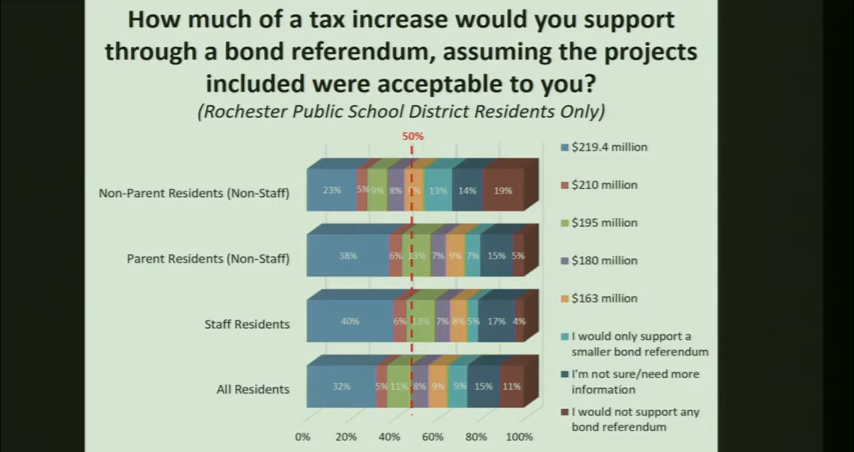 How much of a tax increase would you support
through a bond referendum, assuming the projects
included were acceptable to you?
(Rochester Public School District Residents Only)
50%
Non-Parent Residents (Non-Staff)
23% 5% 9% 8% 13% 14% 19%
Parent Residents (Non-Staff)
38% 6% 13% 7% 9% 7% 15% 5%
Staff Residents
40% 6% 13% 7% 8% 5% 17% 4%
All Residents
32% 5% 11% 8% 9% 9% 15% 11%
0% 20% 40% 60% 80% 100%
$219.4 million
$210 million
$195 million
$180 million
$163 million
I would only support a
smaller bond referendum
I'm not sure/need more
information
I would not support any
bond referendum